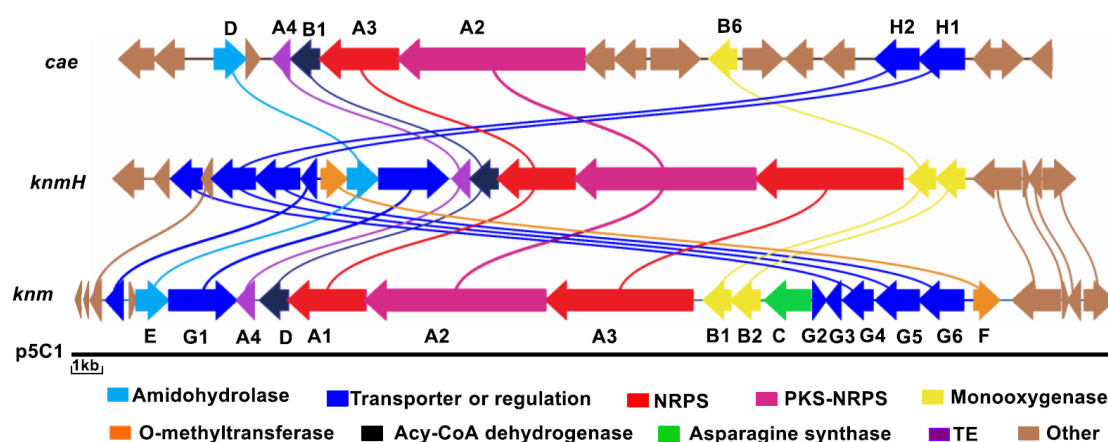 D A4 B1 A3 A2 B6 H2 H1
cae
knmH
knm
E G1 A4 D A1 A2 A3 B1 B2 C G2 G3 G4 G5 G6 F
p5C1
1kb
Amidohydrolase Transporter or regulation NRPS PKS-NRPS Monooxygenase
O-methyltransferase Acy-CoA dehydrogenase Asparagine synthase TE Other